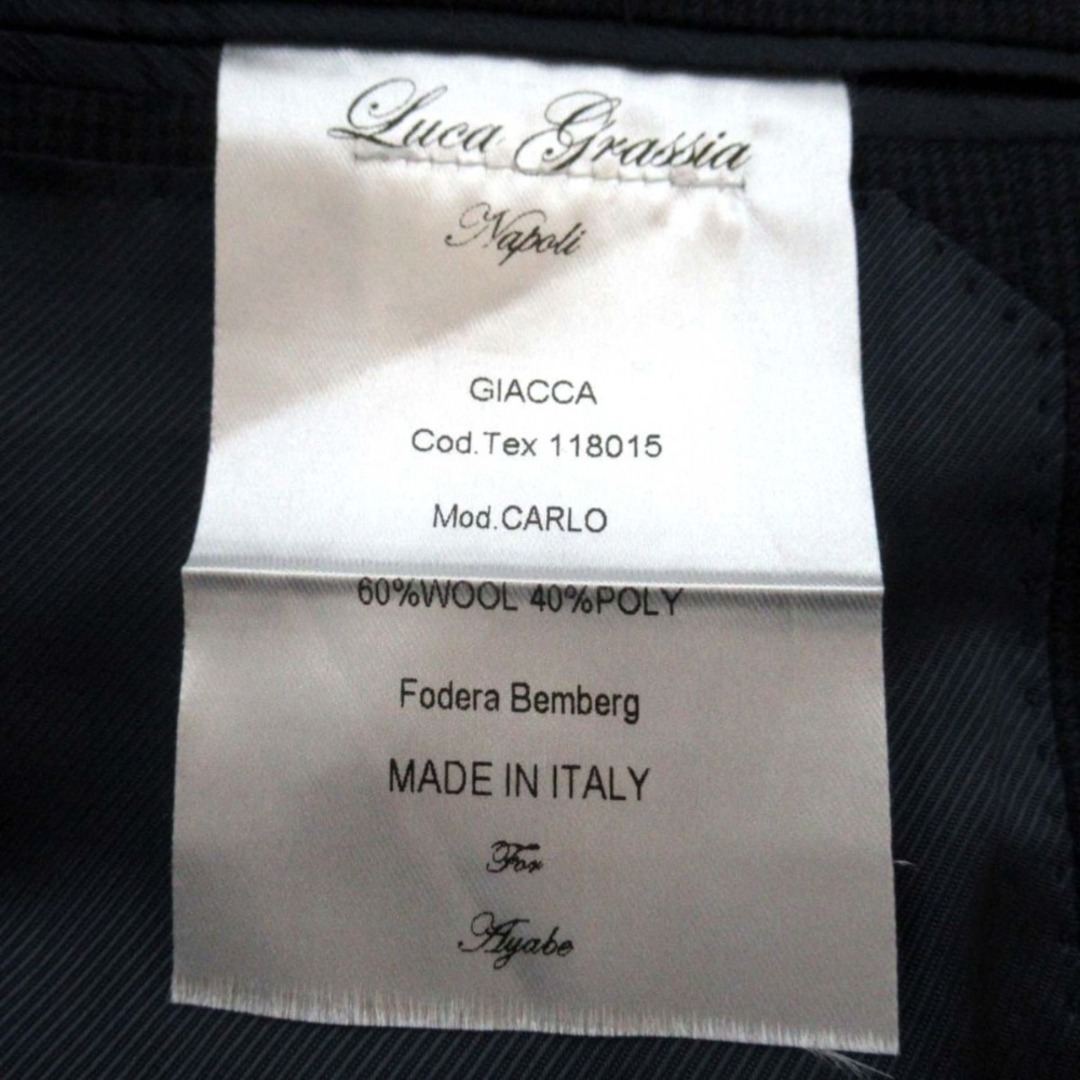 Luca Grassia
Napoli
GIACCA
Cod.Tex 118015
Mod.CARLO
60%WOOL 40%POLY
Fodera Bemberg
MADE IN ITALY
For
Ayabe